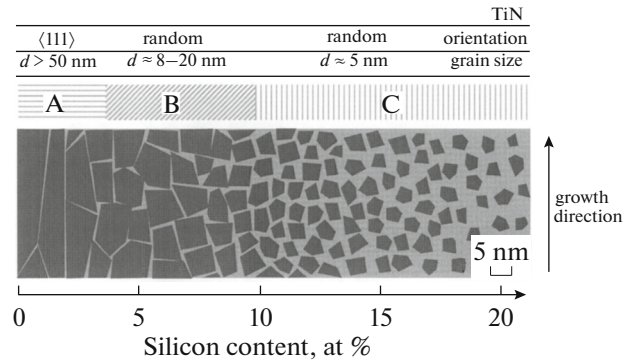 TiN
⟨111⟩ random random orientation
d > 50 nm d ≈ 8–20 nm d ≈ 5 nm grain size
A B C
growth
direction
5 nm
0 5 10 15 20
Silicon content, at %